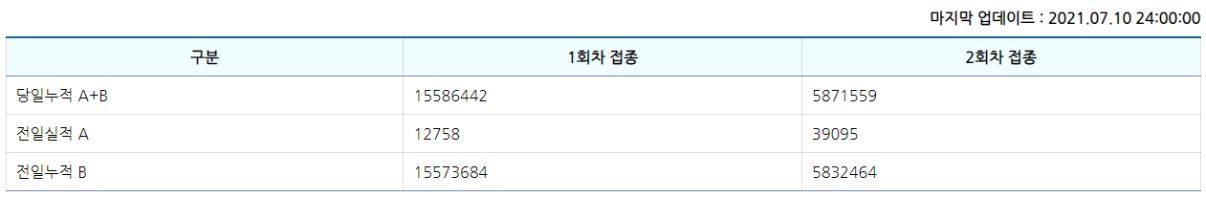 마지막 업데이트 : 2021.07.10 24:00:00
구분 1회차 접종 2회차 접종
당일누적 A+B 15586442 5871559
전일실적 A 12758 39095
전일누적 B 15573684 5832464